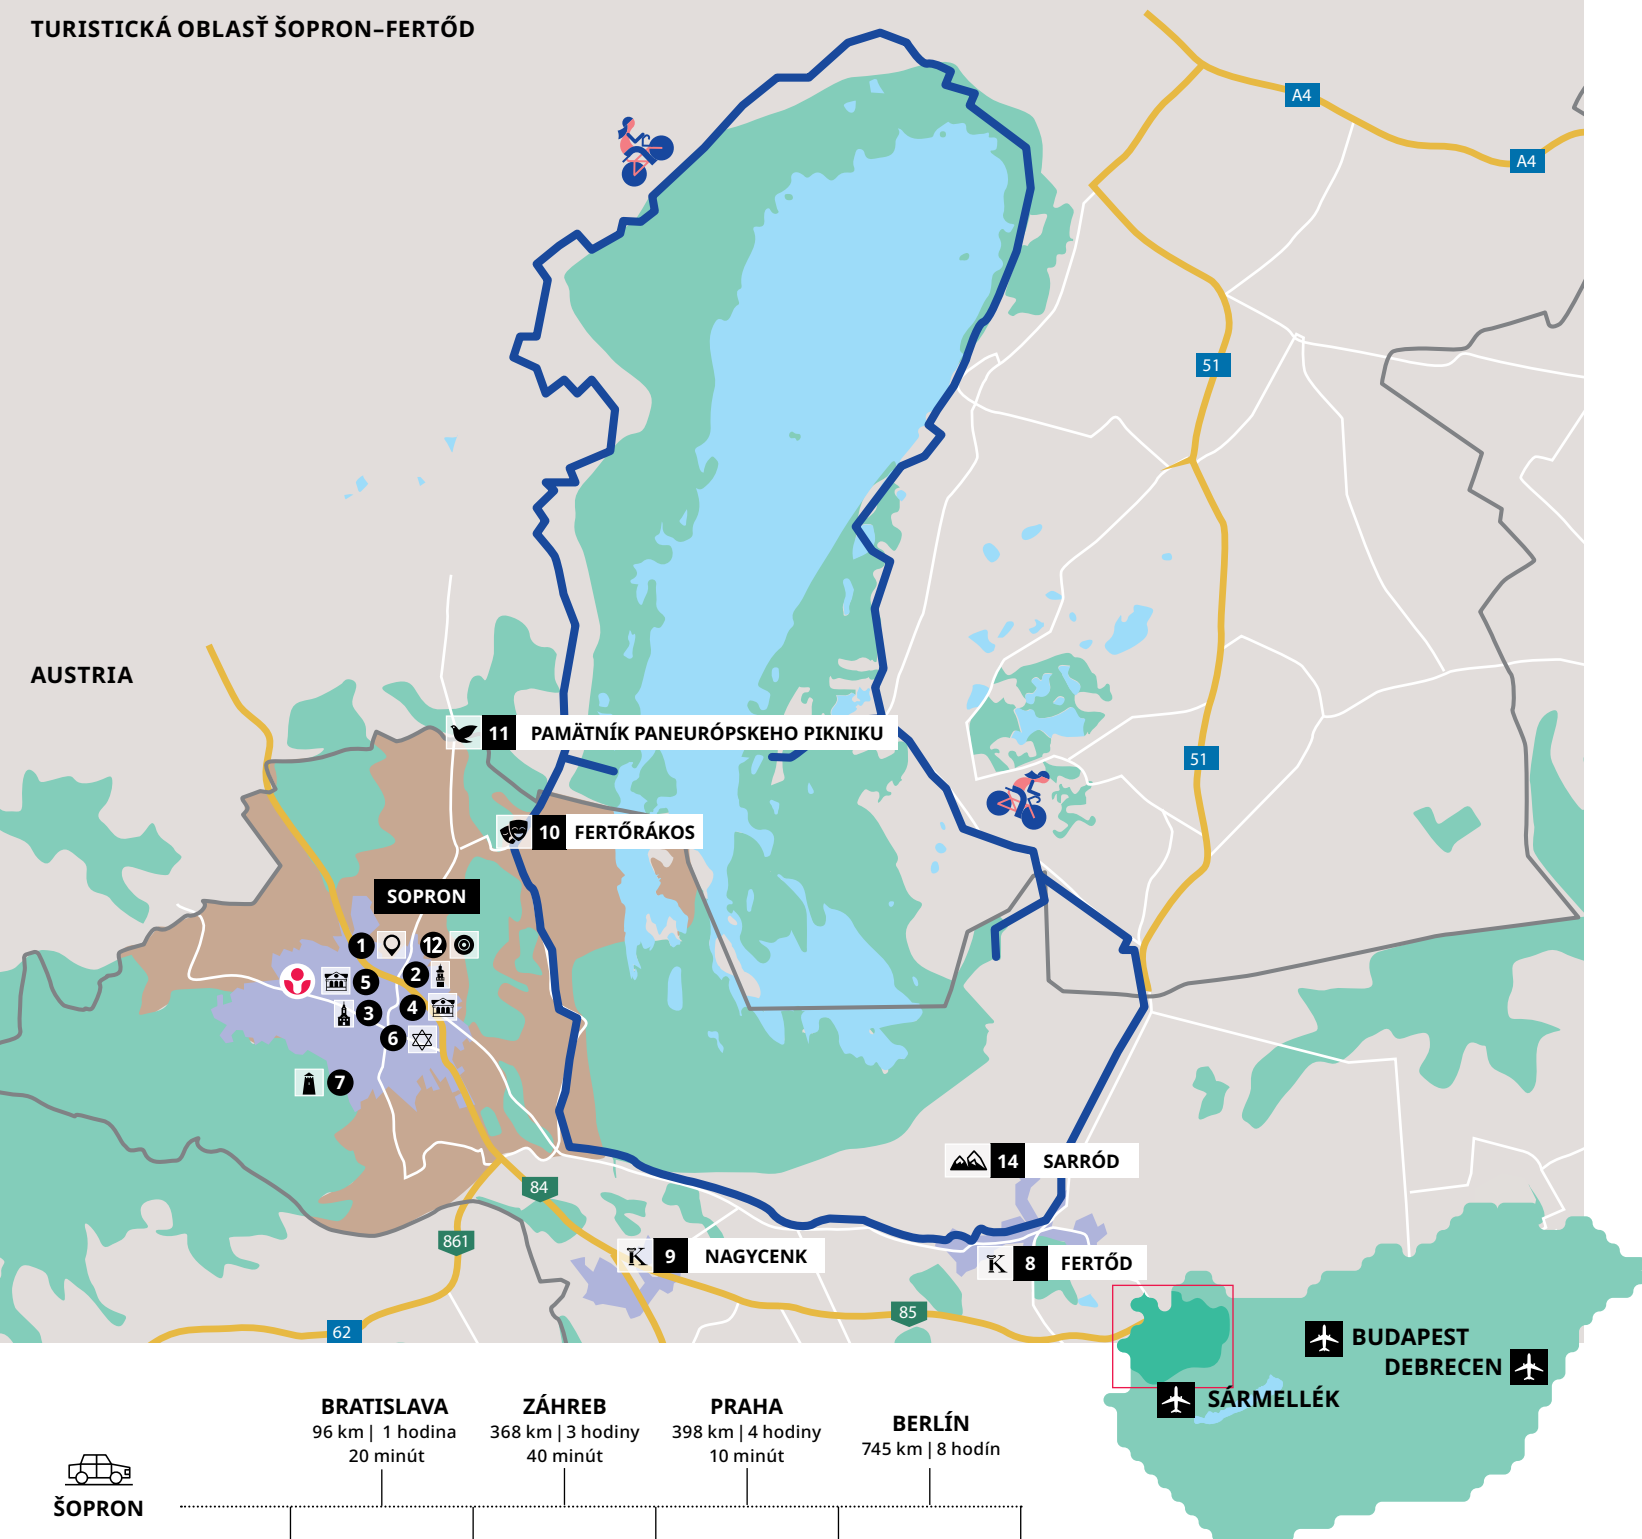 TURISTICKÁ OBLASŤ ŠOPRON–FERTŐD
A4
A4
51
AUSTRIA
11 PAMÄTNÍK PANEURÓPSKEHO PIKNIKU
51
10 FERTŐRÁKOS
SOPRON
1
12
5
2
3
4
6
7
14 SARRÓD
84
861
9 NAGYCENK
8 FERTŐD
85
62
BUDAPEST
DEBRECEN
SÁRMELLÉK
BRATISLAVA
96 km | 1 hodina
20 minút
ZÁHREB
368 km | 3 hodiny
40 minút
PRAHA
398 km | 4 hodiny
10 minút
BERLÍN
745 km | 8 hodín
ŠOPRON